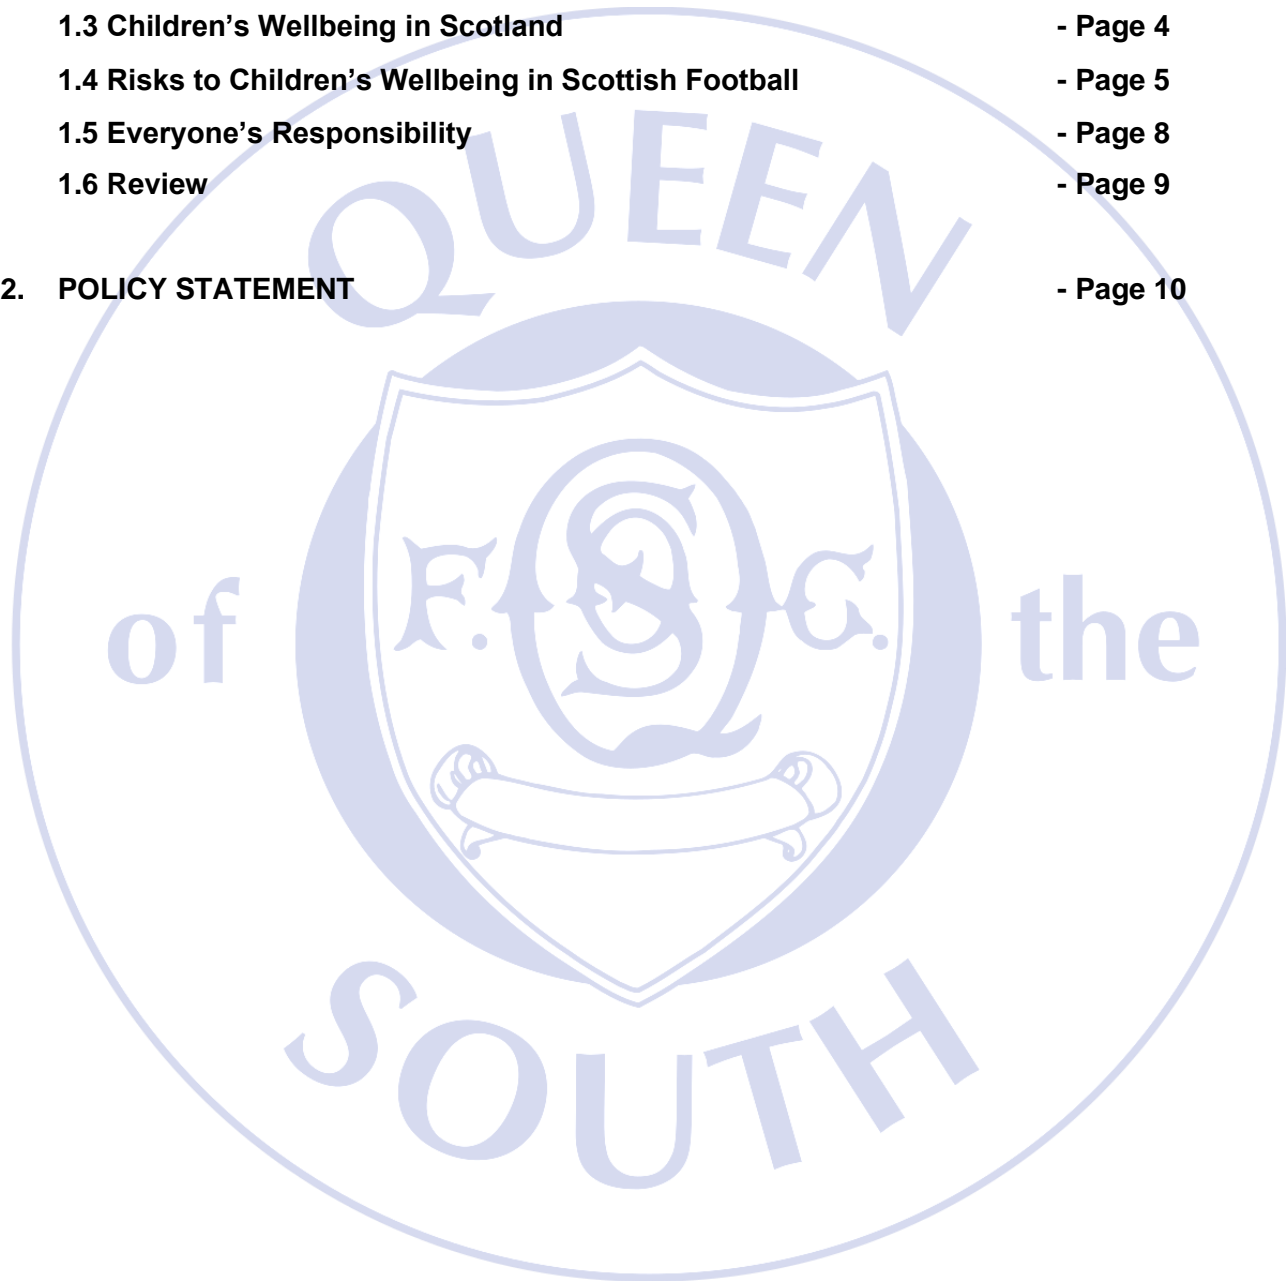 1.3 Children’s Wellbeing in Scotland - Page 4
1.4 Risks to Children’s Wellbeing in Scottish Football - Page 5
1.5 Everyone’s Responsibility - Page 8
1.6 Review - Page 9
2. POLICY STATEMENT - Page 10
QUEEN
of the
SOUTH
F. QOS C.